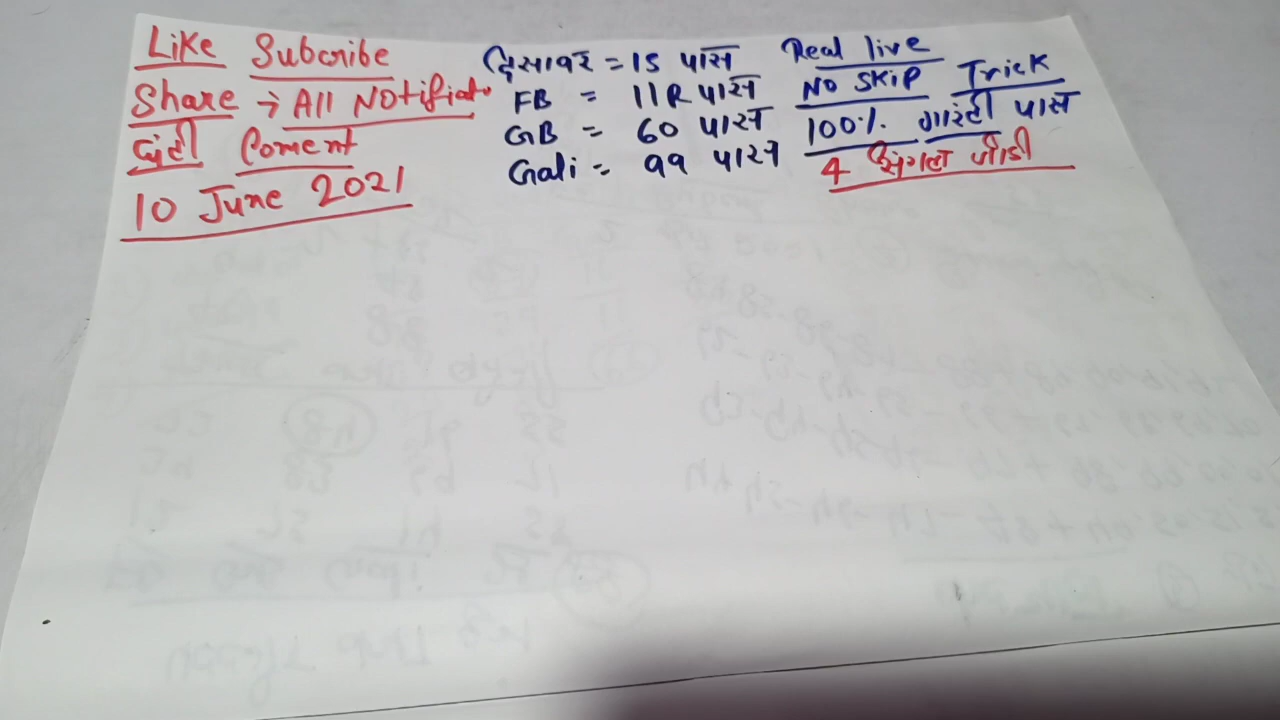 Like Subcribe
Share → All Notificato
घंटी Coment
10 June 2021
दिसावर = 15 पास
FB = 11R पास
GB = 60 पास
Gali = 99 पास
Real live
No SKiP Trick
100% गारंटी पास
4 सिंगल जोडी